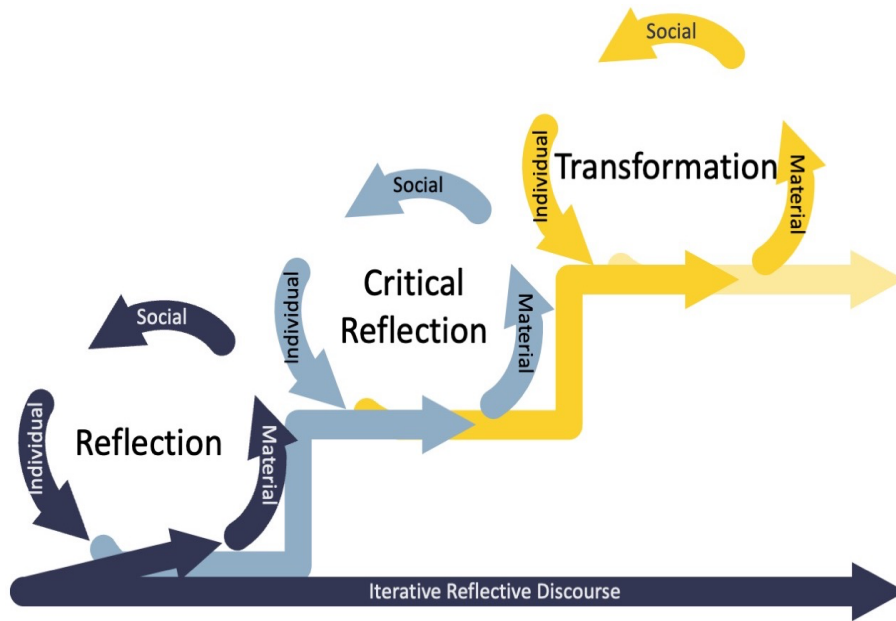 Social
Individual
Transformation
Material
Social
Individual
Critical
Reflection
Material
Social
Individual
Reflection
Material
Iterative Reflective Discourse